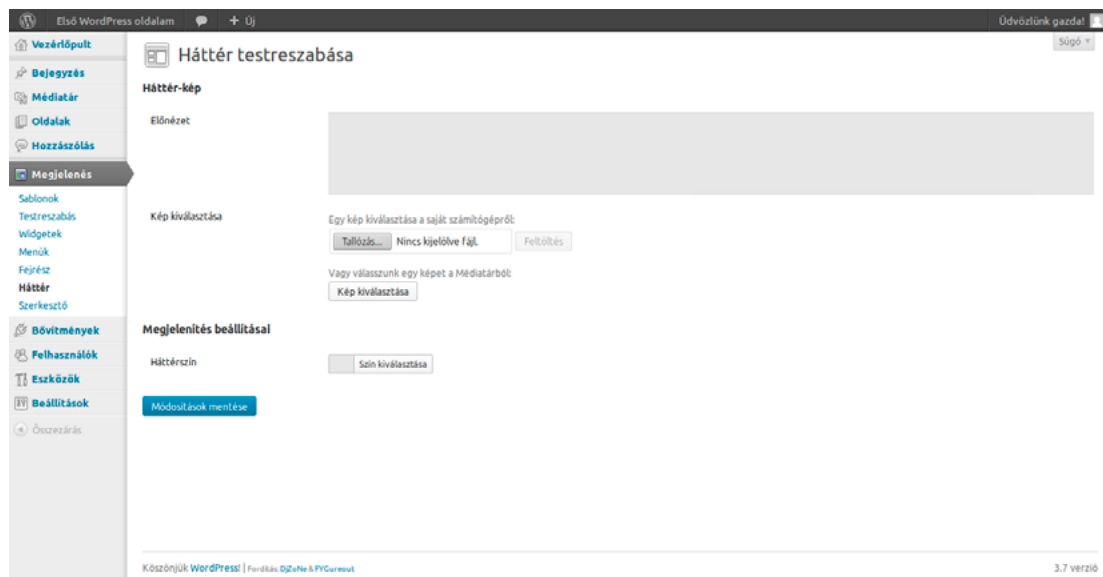 Első WordPress oldalam + Új Üdvözlünk gazda!
Súgó
Vezérlőpult
Bejegyzés
Médiatár
Oldalak
Hozzászólás
Megjelenés
Sablonok
Testreszabás
Widgetek
Menük
Fejrész
Háttér
Szerkesztő
Bővítmények
Felhasználók
Eszközök
Beállítások
Összezárás
Háttér testreszabása
Háttér-kép
Előnézet
Kép kiválasztása
Egy kép kiválasztása a saját számítógépről:
Tallózás... Nincs kijelölve fájl. Feltöltés
Vagy válasszunk egy képet a Médiatárból:
Kép kiválasztása
Megjelenítés beállításai
Háttérszín Szín kiválasztása
Módosítások mentése
Köszönjük WordPress! | Fordítás: DjZoNe & FYGureout 3.7 verzió